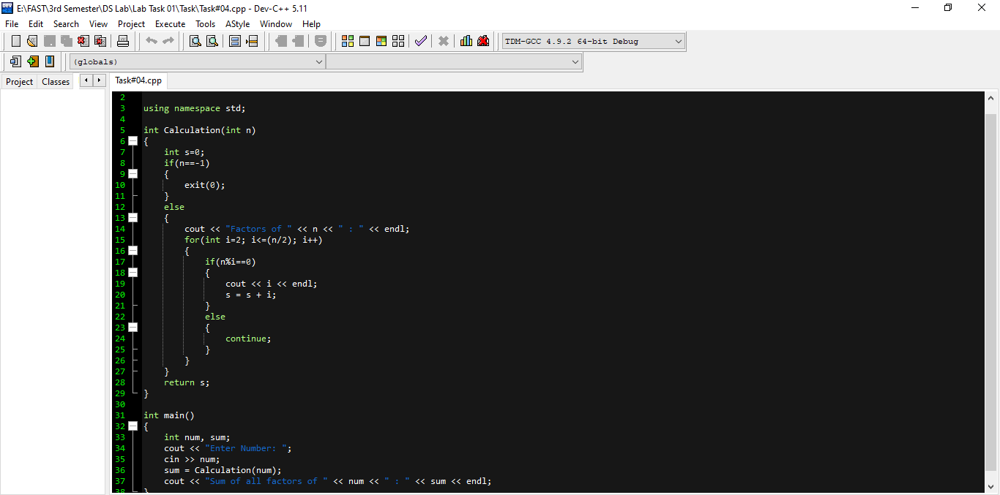 E:\FAST\3rd Semester\DS Lab\Lab Task 01\Task\Task#04.cpp - Dev-C++ 5.11
File Edit Search View Project Execute Tools AStyle Window Help
TDM-GCC 4.9.2 64-bit Debug
(globals)
Project Classes Task#04.cpp
2
3 using namespace std;
4
5 int Calculation(int n)
6 {
7 int s=0;
8 if(n==-1)
9 {
10 exit(0);
11 }
12 else
13 {
14 cout << "Factors of " << n << " : " << endl;
15 for(int i=2; i<=(n/2); i++)
16 {
17 if(n%i==0)
18 {
19 cout << i << endl;
20 s = s + i;
21 }
22 else
23 {
24 continue;
25 }
26 }
27 }
28 return s;
29 }
30
31 int main()
32 {
33 int num, sum;
34 cout << "Enter Number: ";
35 cin >> num;
36 sum = Calculation(num);
37 cout << "Sum of all factors of " << num << " : " << sum << endl;
38 }